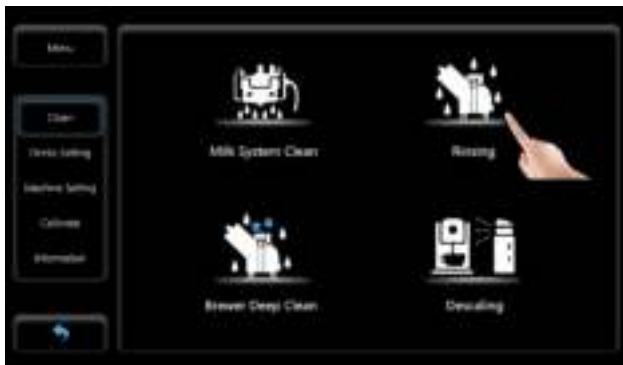 Menu
Clean
Drinks Setting
Machine Setting
Calibrate
Information
Milk System Clean
Rinsing
Brewer Deep Clean
Descaling